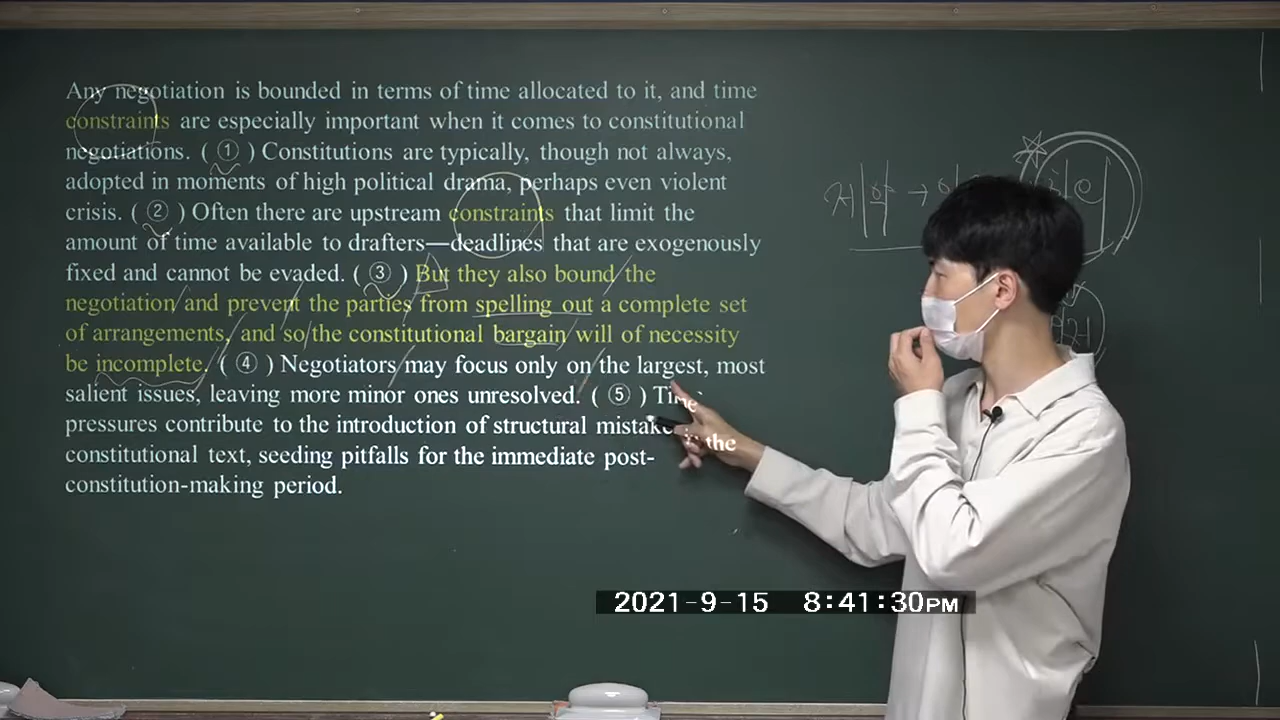 Any negotiation is bounded in terms of time allocated to it, and time
constraints are especially important when it comes to constitutional
negotiations. ( ① ) Constitutions are typically, though not always,
adopted in moments of high political drama, perhaps even violent
crisis. ( ② ) Often there are upstream constraints that limit the
amount of time available to drafters—deadlines that are exogenously
fixed and cannot be evaded. ( ③ ) But they also bound the
negotiation and prevent the parties from spelling out a complete set
of arrangements, and so the constitutional bargain will of necessity
be incomplete. ( ④ ) Negotiators may focus only on the largest, most
salient issues, leaving more minor ones unresolved. ( ⑤ ) Time
pressures contribute to the introduction of structural the
constitutional text, seeding pitfalls for the immediate post-
constitution-making period.
2021-9-15 8:41:30PM